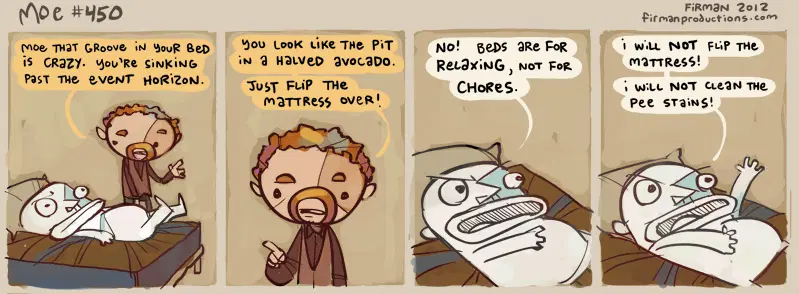 MOE #450
FIRMAN 2012
firmanproductions.com
MOE THAT GROOVE IN YOUR BED
IS CRAZY. YOU'RE SINKING
PAST THE EVENT HORIZON.
YOU LOOK LIKE THE PIT
IN A HALVED AVOCADO.
JUST FLIP THE
MATTRESS OVER!
NO! BEDS ARE FOR
RELAXING, NOT FOR
CHORES.
i WILL NOT FLIP THE
MATTRESS!
i WILL NOT CLEAN THE
PEE STAINS!